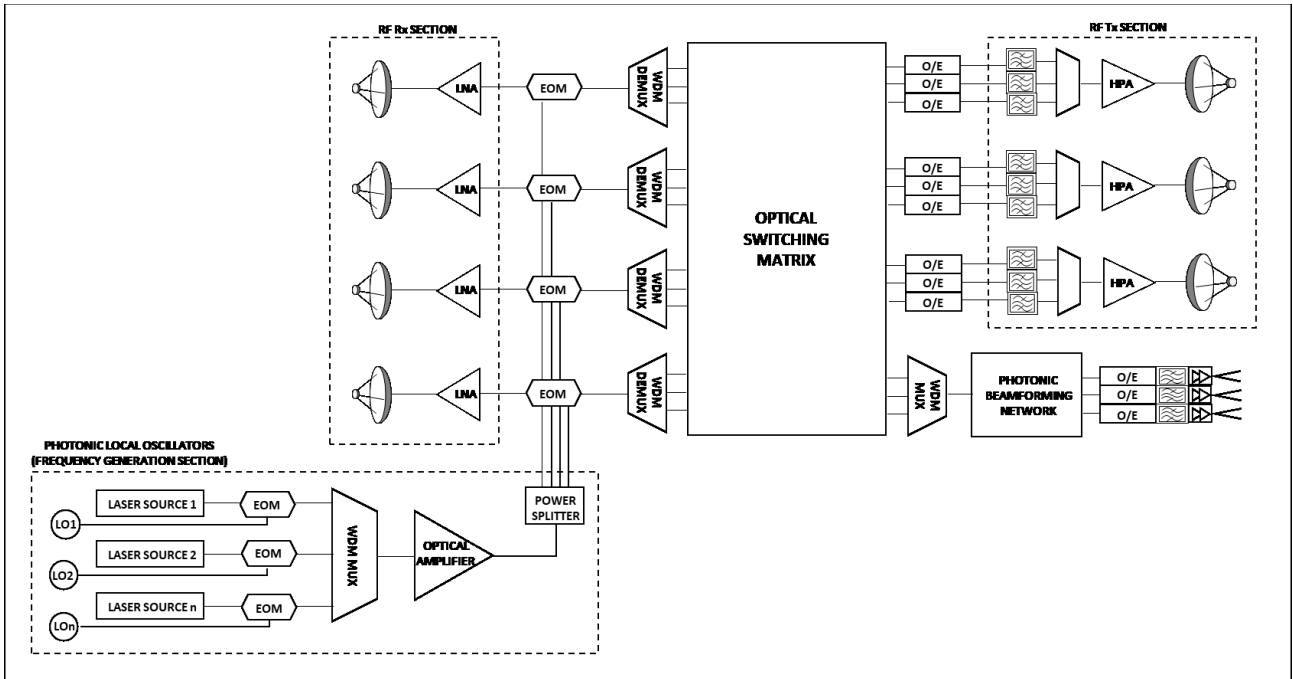 RF Rx SECTION
RF Tx SECTION
LNA
EOM
WDM
DEMUX
O/E
O/E
O/E
HPA
LNA
EOM
WDM
DEMUX
OPTICAL
SWITCHING
MATRIX
O/E
O/E
O/E
HPA
LNA
EOM
WDM
DEMUX
O/E
O/E
O/E
HPA
LNA
EOM
WDM
DEMUX
WDM
MUX
PHOTONIC
BEAMFORMING
NETWORK
O/E
O/E
O/E
PHOTONIC LOCAL OSCILLATORS
(FREQUENCY GENERATION SECTION)
LASER SOURCE 1
EOM
LO1
LASER SOURCE 2
EOM
LO2
LASER SOURCE n
EOM
LOn
WDM MUX
OPTICAL
AMPLIFIER
POWER
SPLITTER